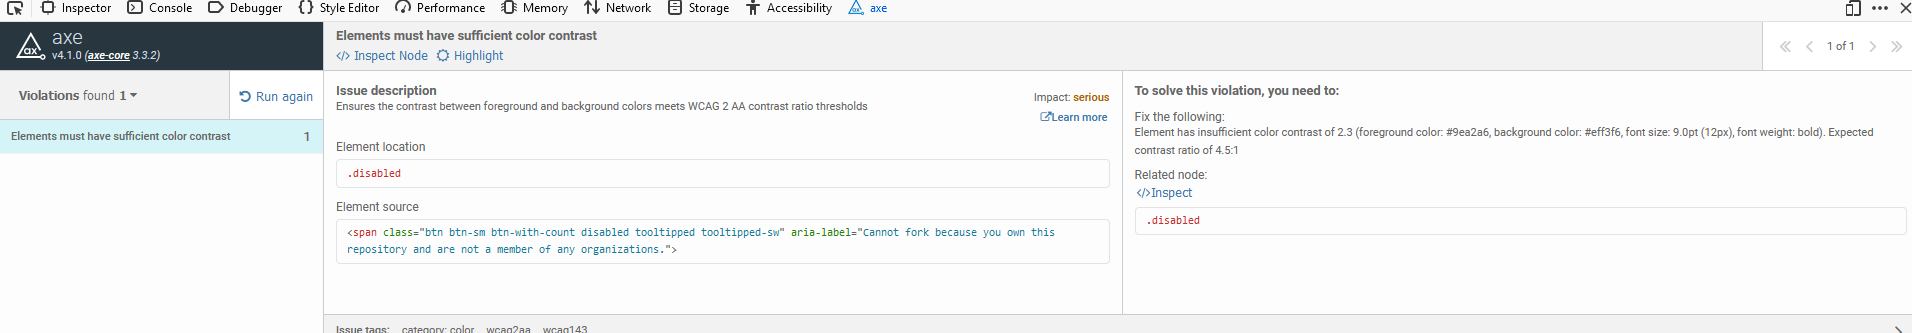 Inspector Console Debugger Style Editor Performance Memory Network Storage Accessibility axe
axe
v4.1.0 (axe-core 3.3.2)
Violations found 1
Run again
Elements must have sufficient color contrast 1
Elements must have sufficient color contrast
</> Inspect Node Highlight
1 of 1
Issue description
Ensures the contrast between foreground and background colors meets WCAG 2 AA contrast ratio thresholds
Impact: serious
Learn more
Element location
.disabled
Element source
<span class="btn btn-sm btn-with-count disabled tooltipped tooltipped-sw" aria-label="Cannot fork because you own this
repository and are not a member of any organizations.">
To solve this violation, you need to:
Fix the following:
Element has insufficient color contrast of 2.3 (foreground color: #9ea2a6, background color: #eff3f6, font size: 9.0pt (12px), font weight: bold). Expected
contrast ratio of 4.5:1
Related node:
</>Inspect
.disabled
Issue tags: category: color wcag2aa wcag143